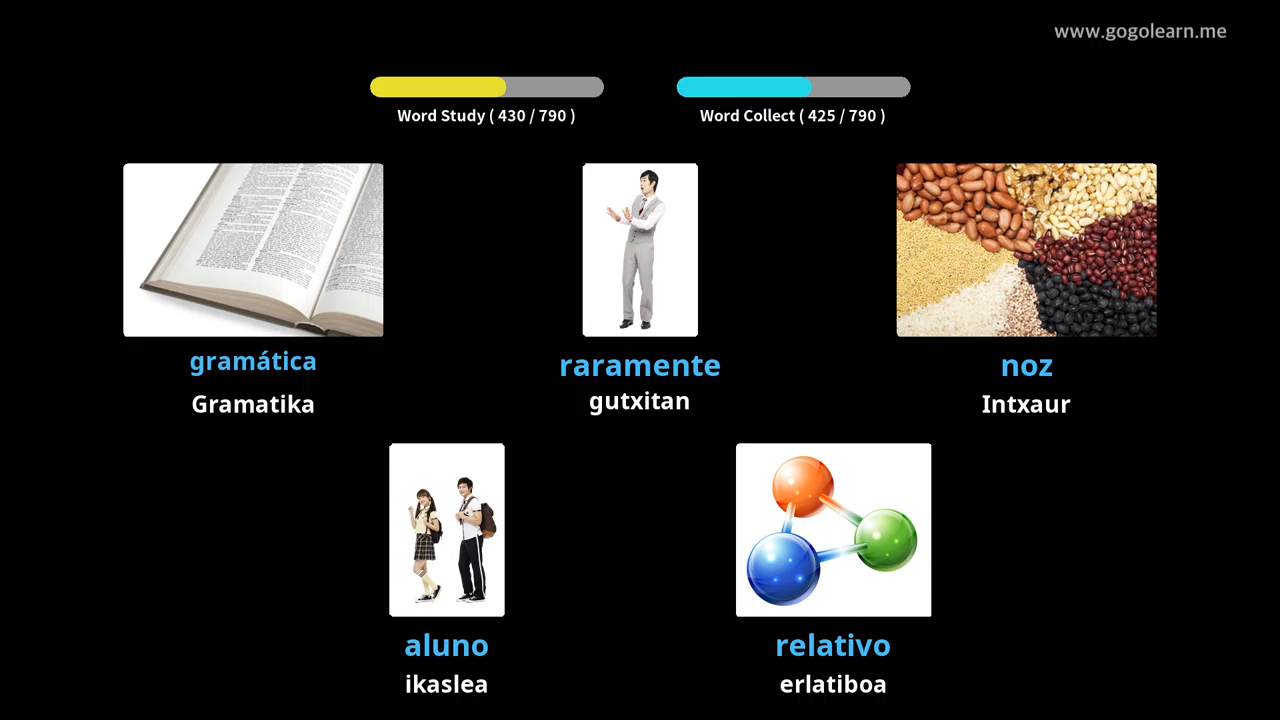 www.gogolearn.me
Word Study ( 430 / 790 )
Word Collect ( 425 / 790 )
gramática
Gramatika
raramente
gutxitan
noz
Intxaur
aluno
ikaslea
relativo
erlatiboa